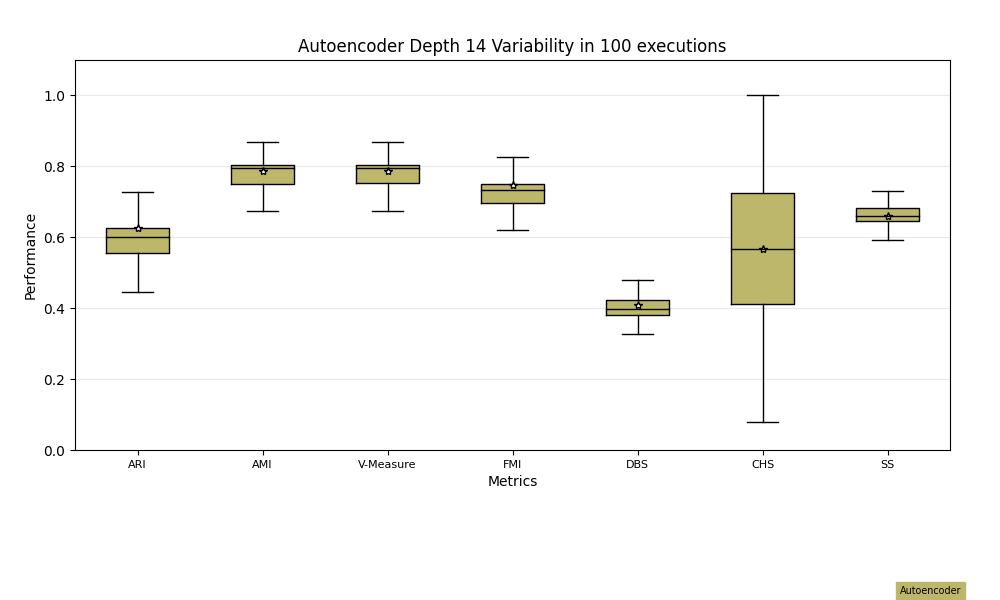 Autoencoder Depth 14 Variability in 100 executions
1.0
0.8
0.6
0.4
0.2
0.0
Performance
ARI AMI V-Measure FMI DBS CHS SS
Metrics
Autoencoder